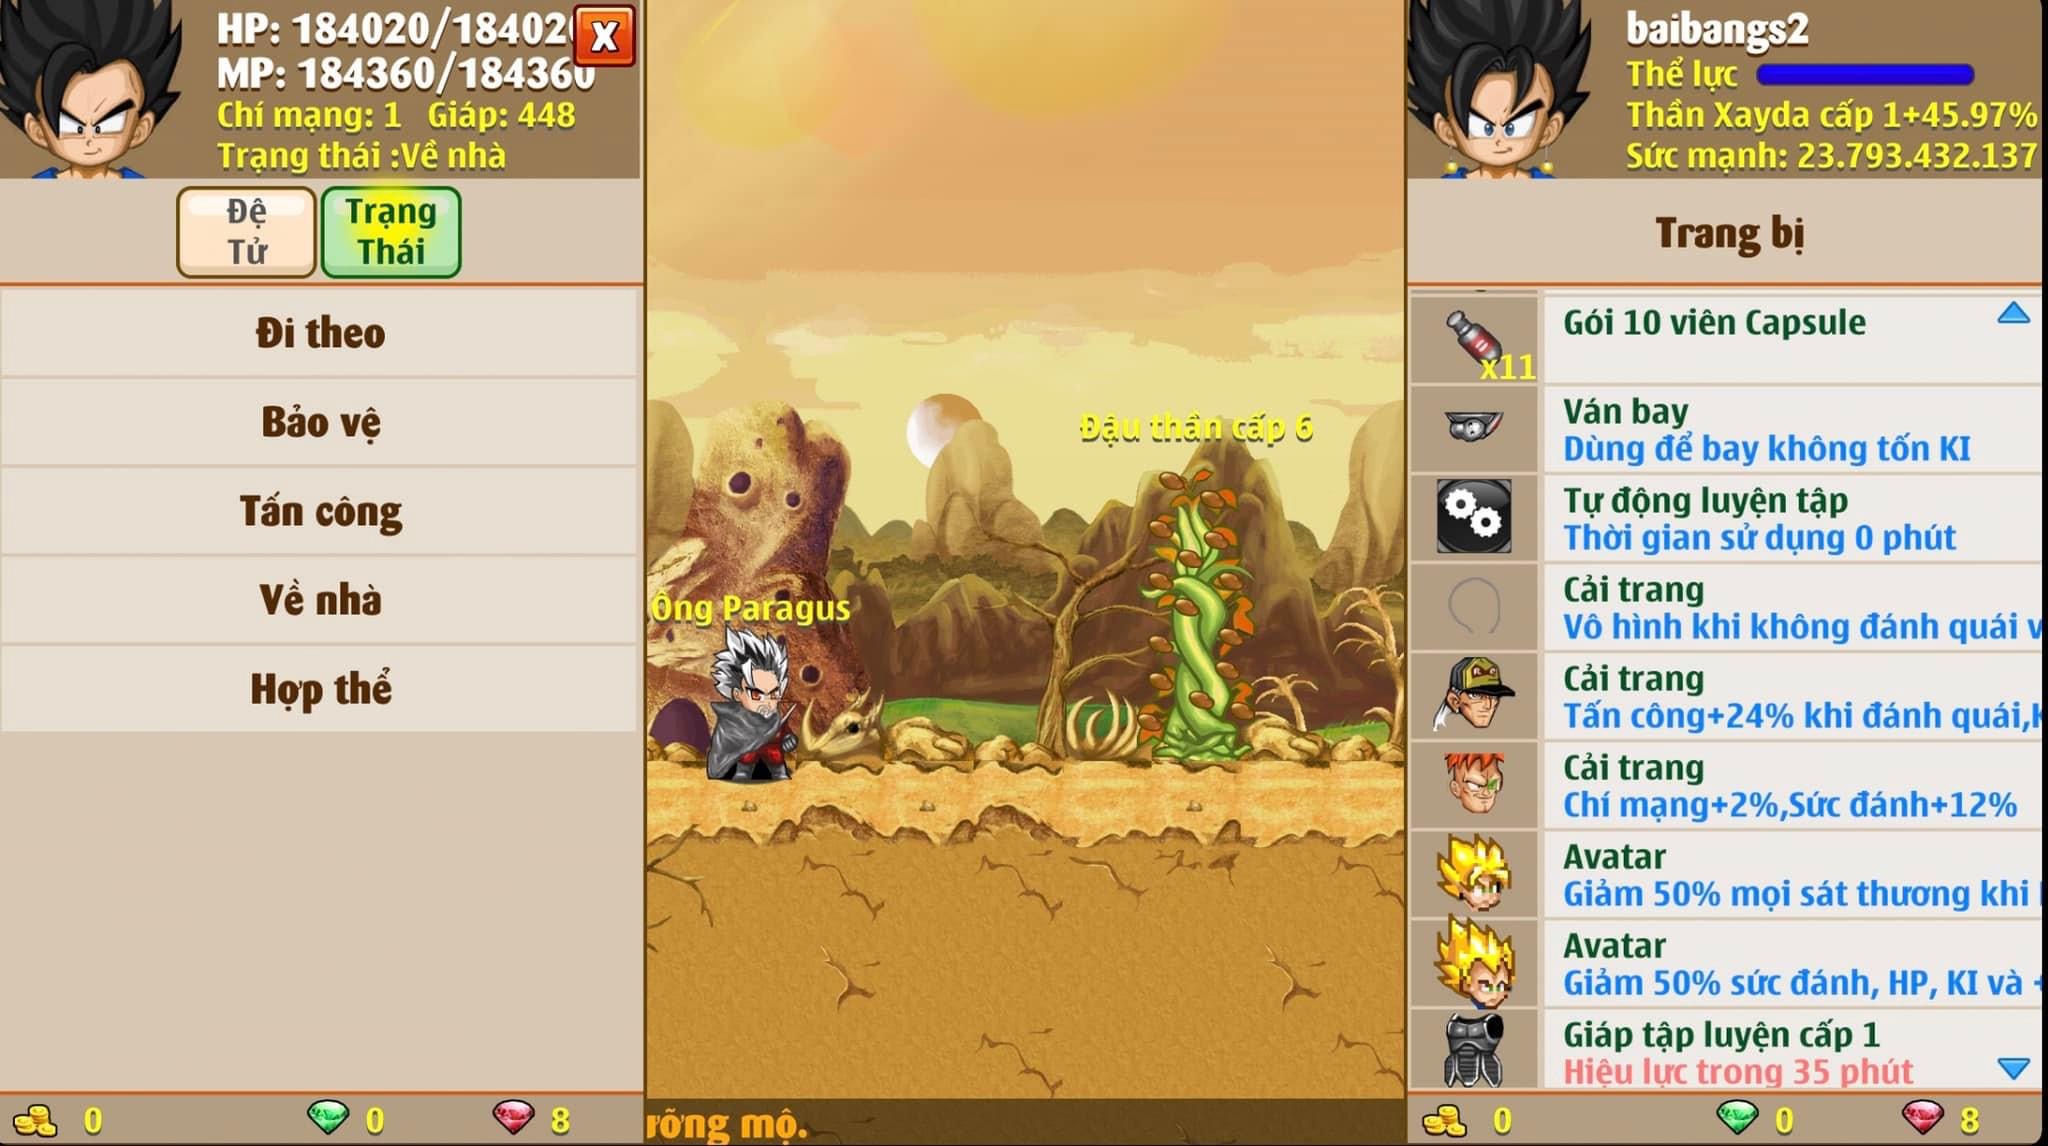 HP: 184020/18402
X
MP: 184360/184360
Chí mạng: 1 Giáp: 448
Trạng thái :Về nhà
Đệ
Tử
Trạng
Thái
Đi theo
Bảo vệ
Tấn công
Về nhà
Hợp thể
0
0
8
Đậu thần cấp 6
Ông Paragus
rỡng mộ.
baibangs2
Thể lực
Thần Xayda cấp 1+45.97%
Sức mạnh: 23.793.432.137
Trang bị
Gói 10 viên Capsule
x11
Ván bay
Dùng để bay không tốn KI
Tự động luyện tập
Thời gian sử dụng 0 phút
Cải trang
Vô hình khi không đánh quái v
Cải trang
Tấn công+24% khi đánh quái,K
Cải trang
Chí mạng+2%,Sức đánh+12%
Avatar
Giảm 50% mọi sát thương khi
Avatar
Giảm 50% sức đánh, HP, KI và +
Giáp tập luyện cấp 1
Hiệu lực trong 35 phút
0
0
8